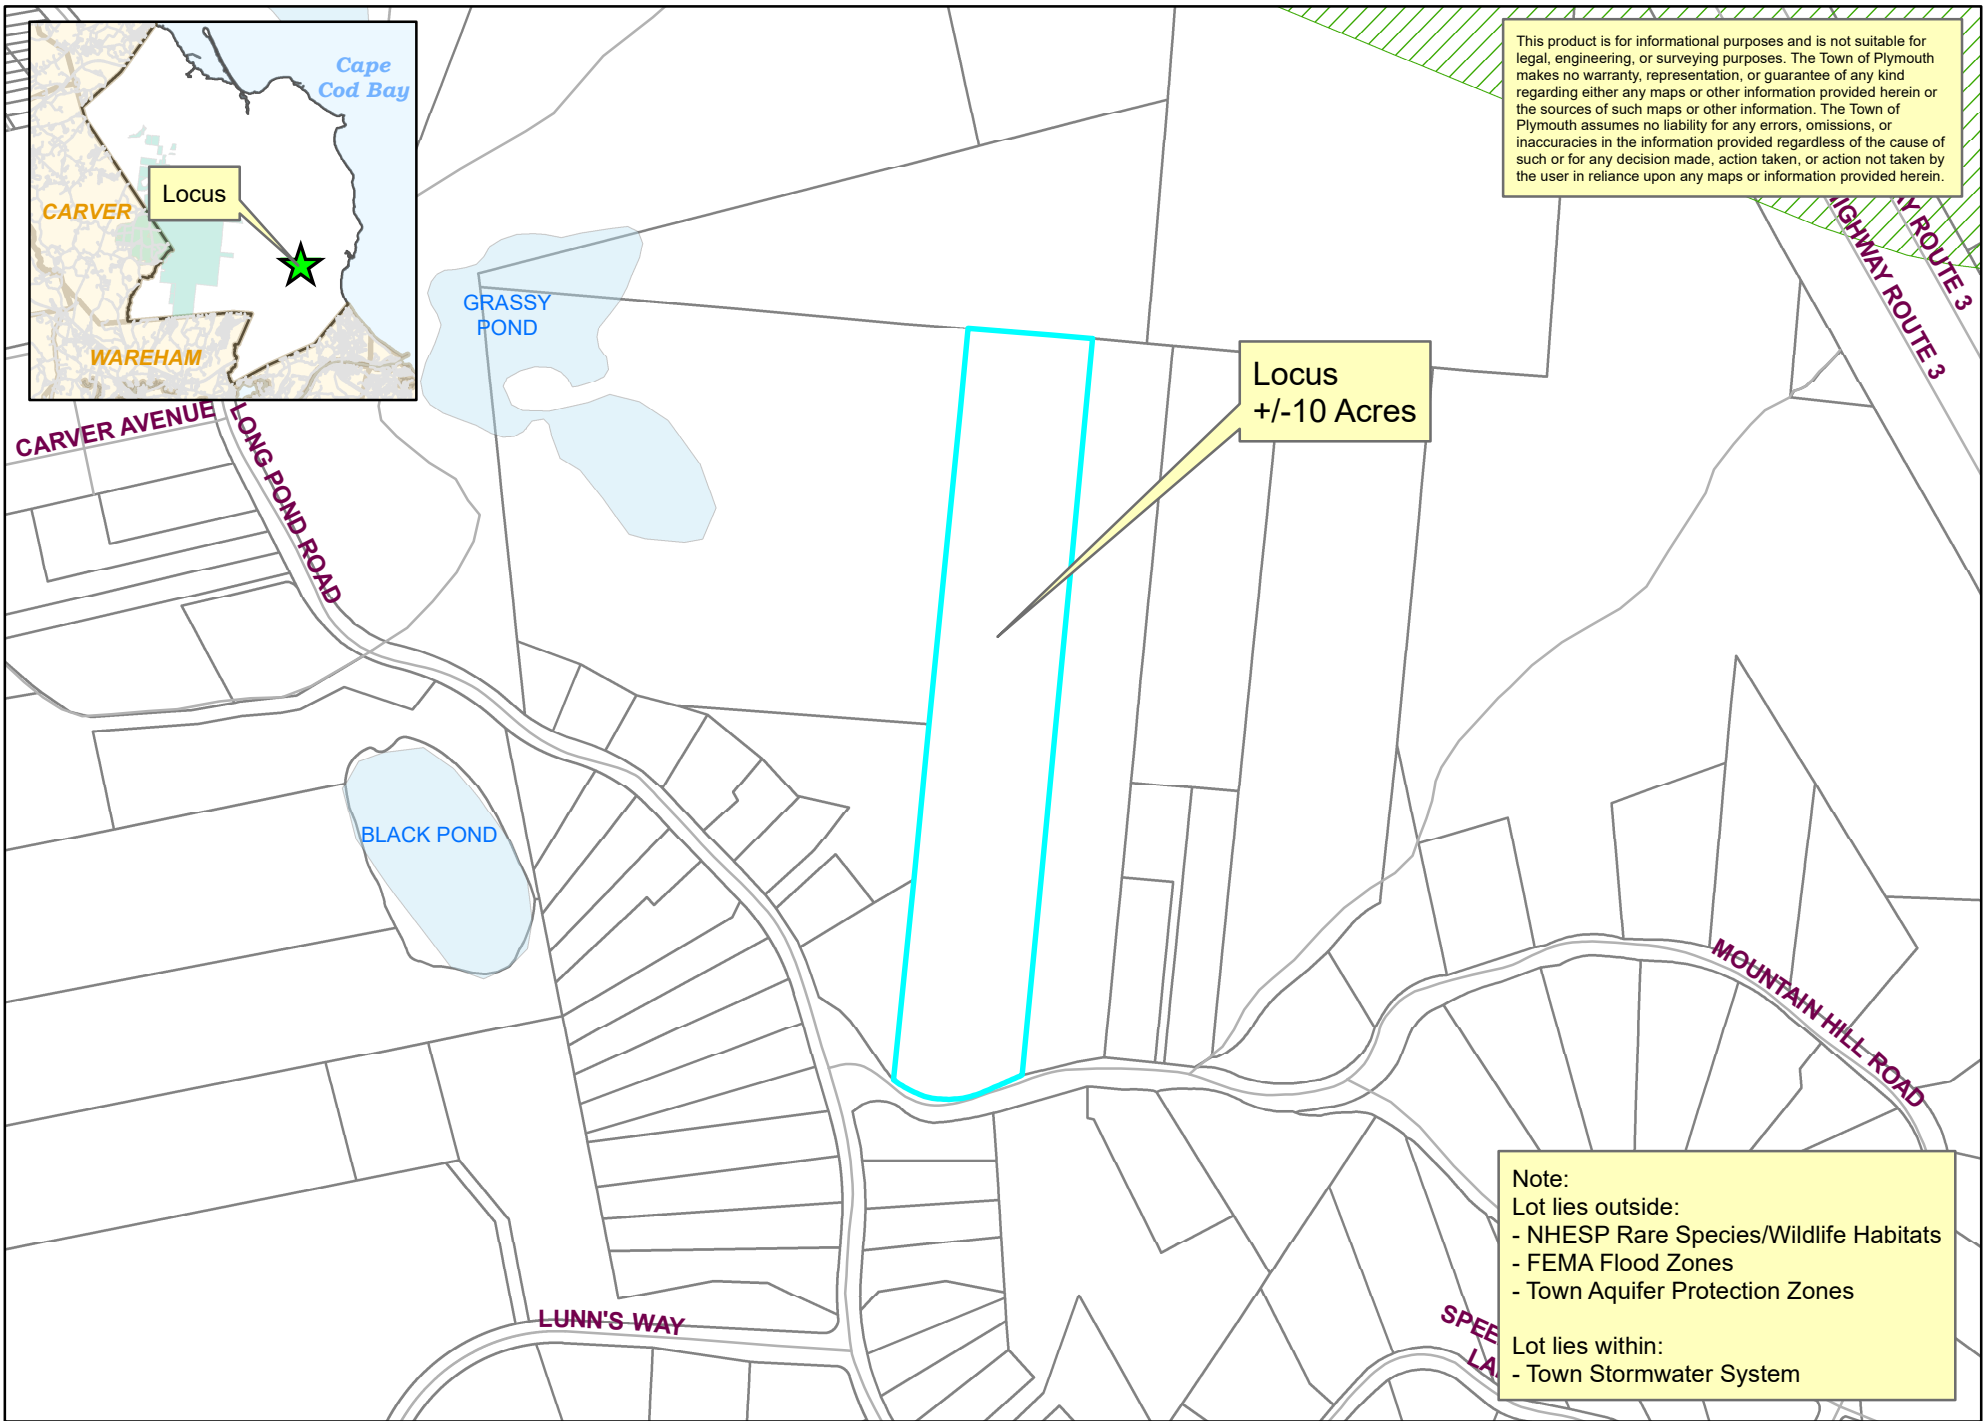 This product is for informational purposes and is not suitable for
legal, engineering, or surveying purposes. The Town of Plymouth
makes no warranty, representation, or guarantee of any kind
regarding either any maps or other information provided herein or
the sources of such maps or other information. The Town of
Plymouth assumes no liability for any errors, omissions, or
inaccuracies in the information provided regardless of the cause of
such or for any decision made, action taken, or action not taken by
the user in reliance upon any maps or information provided herein.
Cape
Cod Bay
Locus
CARVER
WAREHAM
HIGHWAY ROUTE 3
Y ROUTE 3
GRASSY
POND
Locus
+/-10 Acres
CARVER AVENUE
LONG POND ROAD
BLACK POND
MOUNTAIN HILL ROAD
LUNN'S WAY
SPEE
LA
Note:
Lot lies outside:
- NHESP Rare Species/Wildlife Habitats
- FEMA Flood Zones
- Town Aquifer Protection Zones
Lot lies within:
- Town Stormwater System